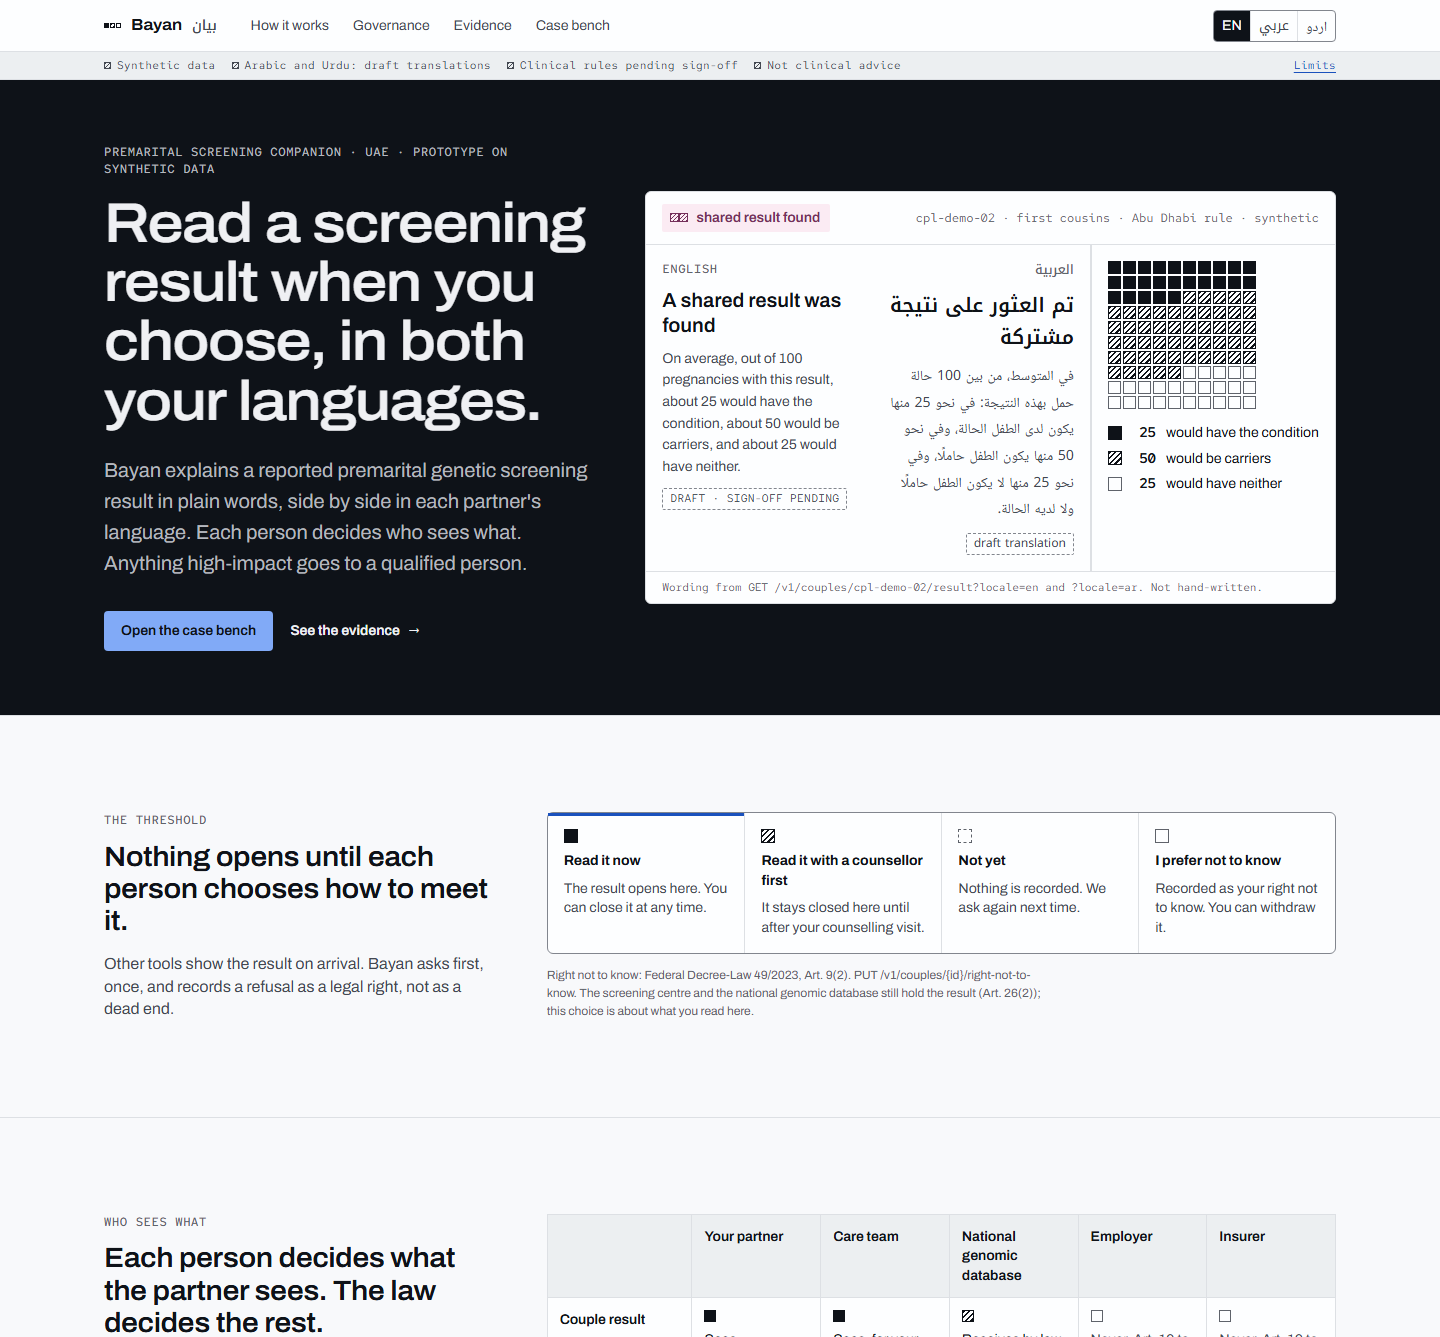 Bayan بيان
How it works
Governance
Evidence
Case bench
EN
عربي
اردو
Synthetic data
Arabic and Urdu: draft translations
Clinical rules pending sign-off
Not clinical advice
Limits
PREMARITAL SCREENING COMPANION · UAE · PROTOTYPE ON
SYNTHETIC DATA
Read a screening
result when you
choose, in both
your languages.
Bayan explains a reported premarital genetic screening
result in plain words, side by side in each partner's
language. Each person decides who sees what.
Anything high-impact goes to a qualified person.
Open the case bench
See the evidence →
shared result found
cpl-demo-02 · first cousins · Abu Dhabi rule · synthetic
ENGLISH
A shared result was
found
On average, out of 100
pregnancies with this result,
about 25 would have the
condition, about 50 would be
carriers, and about 25 would
have neither.
DRAFT · SIGN-OFF PENDING
العربية
تم العثور على نتيجة
مشتركة
في المتوسط، من بين 100 حالة
حمل بهذه النتيجة: في نحو 25 منها
يكون لدى الطفل الحالة، وفي نحو
50 منها يكون الطفل حاملًا، وفي
نحو 25 منها لا يكون الطفل حاملًا
ولا لديه الحالة.
draft translation
25 would have the condition
50 would be carriers
25 would have neither
Wording from GET /v1/couples/cpl-demo-02/result?locale=en and ?locale=ar. Not hand-written.
THE THRESHOLD
Nothing opens until each
person chooses how to meet
it.
Other tools show the result on arrival. Bayan asks first,
once, and records a refusal as a legal right, not as a
dead end.
Read it now
The result opens here. You
can close it at any time.
Read it with a counsellor
first
It stays closed here until
after your counselling visit.
Not yet
Nothing is recorded. We
ask again next time.
I prefer not to know
Recorded as your right not
to know. You can withdraw
it.
Right not to know: Federal Decree-Law 49/2023, Art. 9(2). PUT /v1/couples/{id}/right-not-to-
know. The screening centre and the national genomic database still hold the result (Art. 26(2));
this choice is about what you read here.
WHO SEES WHAT
Each person decides what
the partner sees. The law
decides the rest.
Your partner
Care team
National
genomic
database
Employer
Insurer
Couple result